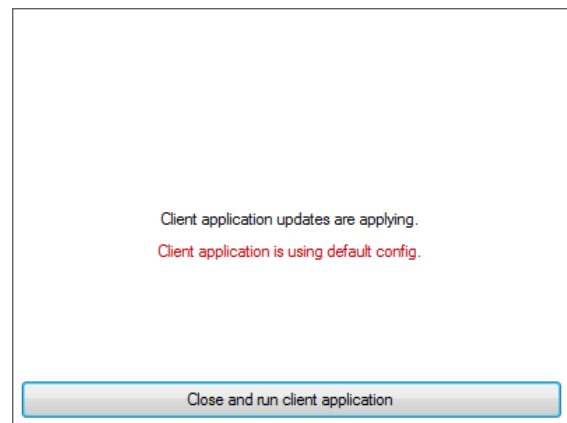 Client application updates are applying.
Client application is using default config.
Close and run client application